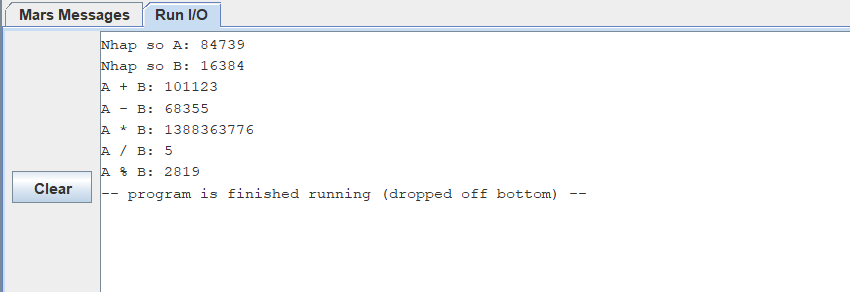 Mars Messages Run I/O
Nhap so A: 84739
Nhap so B: 16384
A + B: 101123
A - B: 68355
A * B: 1388363776
A / B: 5
A % B: 2819
Clear
-- program is finished running (dropped off bottom) --